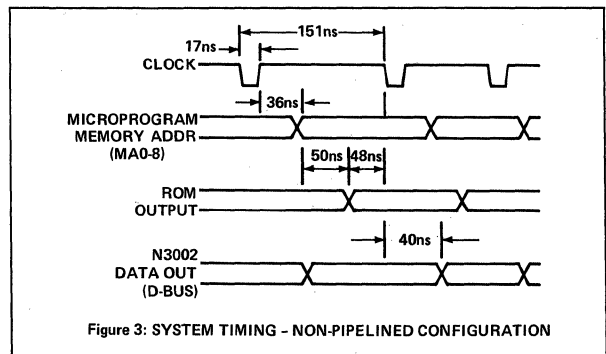 151ns
17ns
CLOCK
36ns
MICROPROGRAM
MEMORY ADDR
(MA0-8)
50ns 48ns
ROM
OUTPUT
40ns
N3002
DATA OUT
(D-BUS)
Figure 3: SYSTEM TIMING – NON-PIPELINED CONFIGURATION